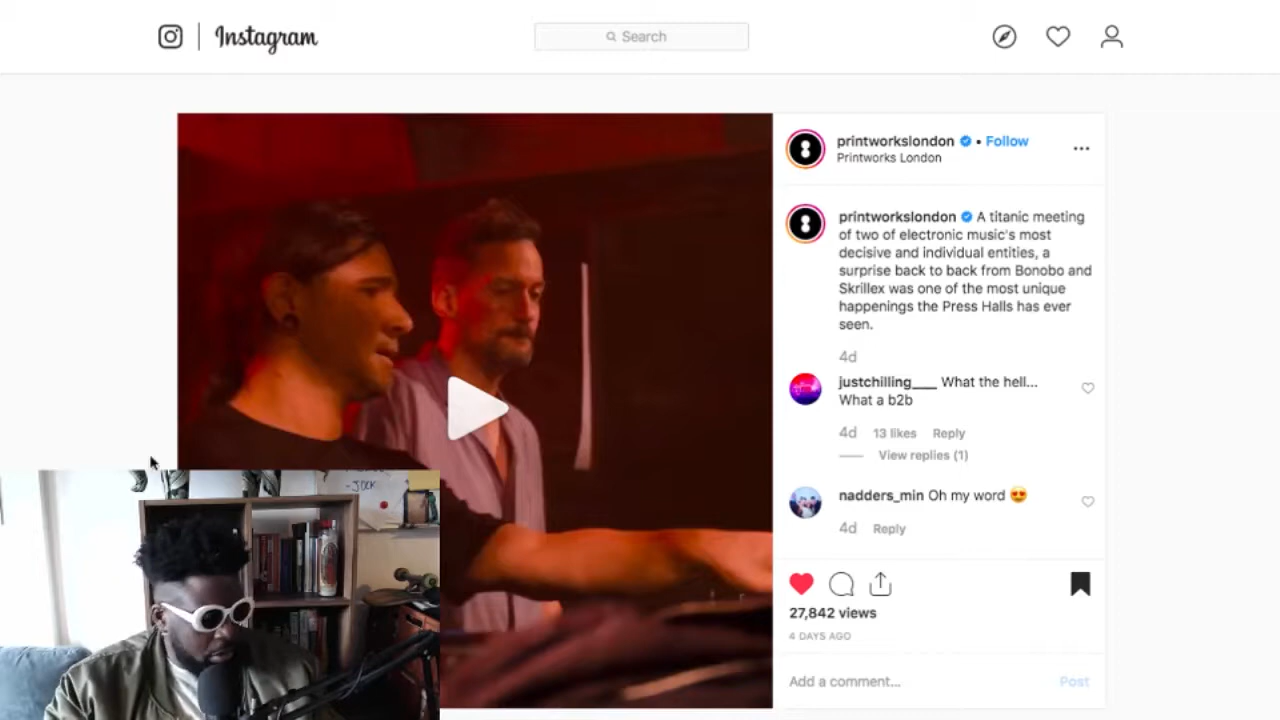 Instagram
Search
printworkslondon • Follow
Printworks London
printworkslondon A titanic meeting
of two of electronic music's most
decisive and individual entities, a
surprise back to back from Bonobo and
Skrillex was one of the most unique
happenings the Press Halls has ever
seen.
4d
justchilling___ What the hell...
What a b2b
4d 13 likes Reply
View replies (1)
nadders_min Oh my word 😍
4d Reply
27,842 views
4 DAYS AGO
Add a comment... Post
-JOCK